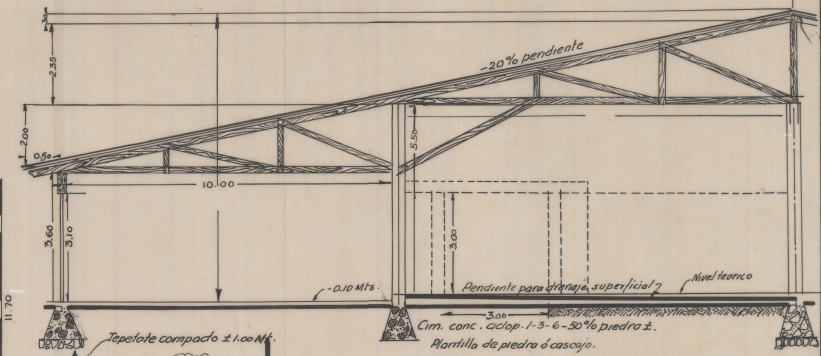 .30
2.35
-20% pendiente
2.00
0.50
5.50
10.00
3.60
3.10
3.00
11.70
-0.10 Mts.
Pendiente para drenaje superficial
Nivel teorico
3.00
Cim. conc. ciclop. 1-3-6-50% piedra ±.
Plantilla de piedra ó cascajo.
Tepetate compacto ± 1.00 Mt.